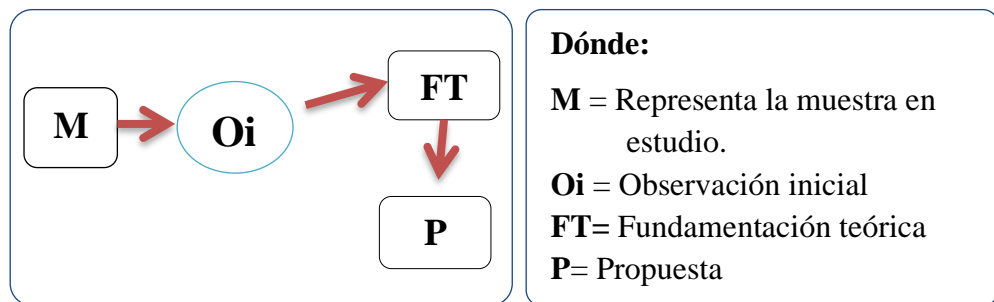 M
Oi
FT
P
Dónde:
M = Representa la muestra en
estudio.
Oi = Observación inicial
FT= Fundamentación teórica
P= Propuesta